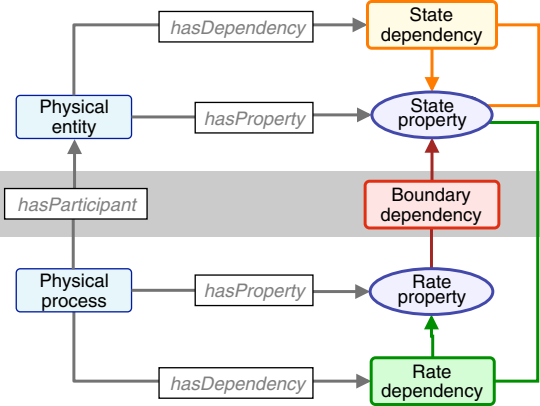 hasDependency
State
dependency
Physical
entity
hasProperty
State
property
hasParticipant
Boundary
dependency
Physical
process
hasProperty
Rate
property
hasDependency
Rate
dependency